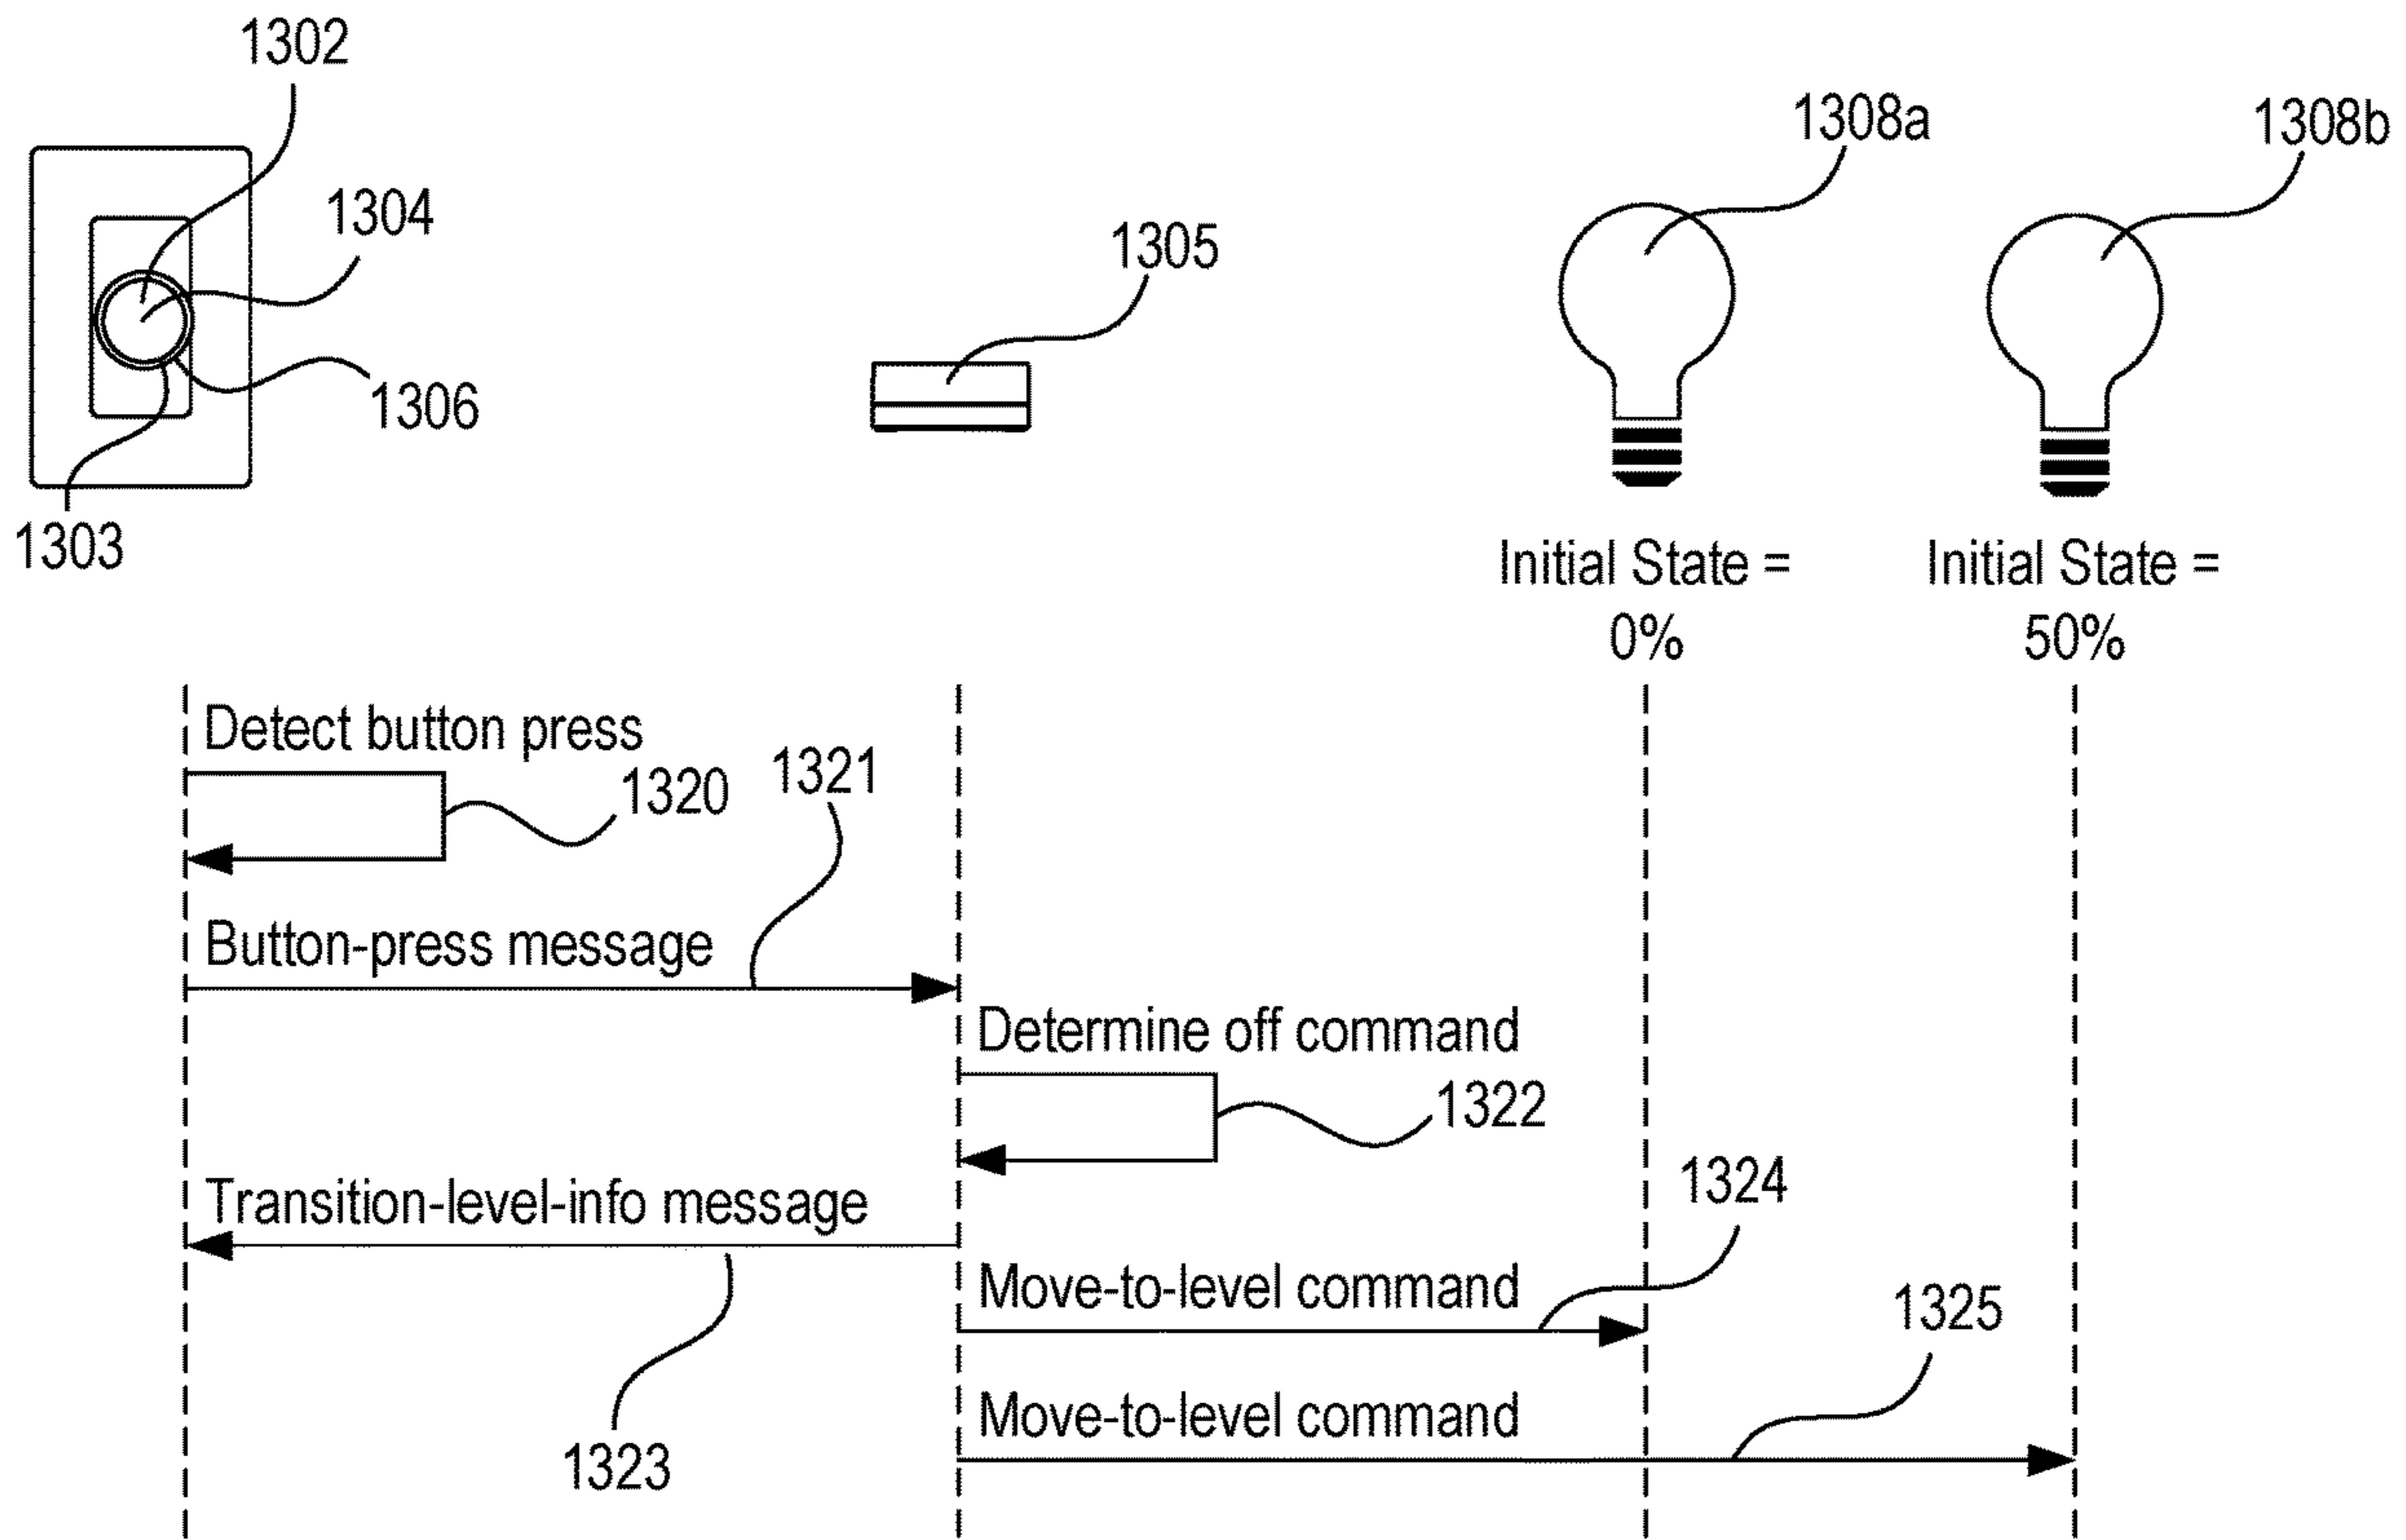 1302
1308a
1308b
1304
1305
1306
1303
Initial State =
0%
Initial State =
50%
Detect button press
1320
1321
Button-press message
Determine off command
1322
Transition-level-info message
1323
1324
Move-to-level command
1325
Move-to-level command